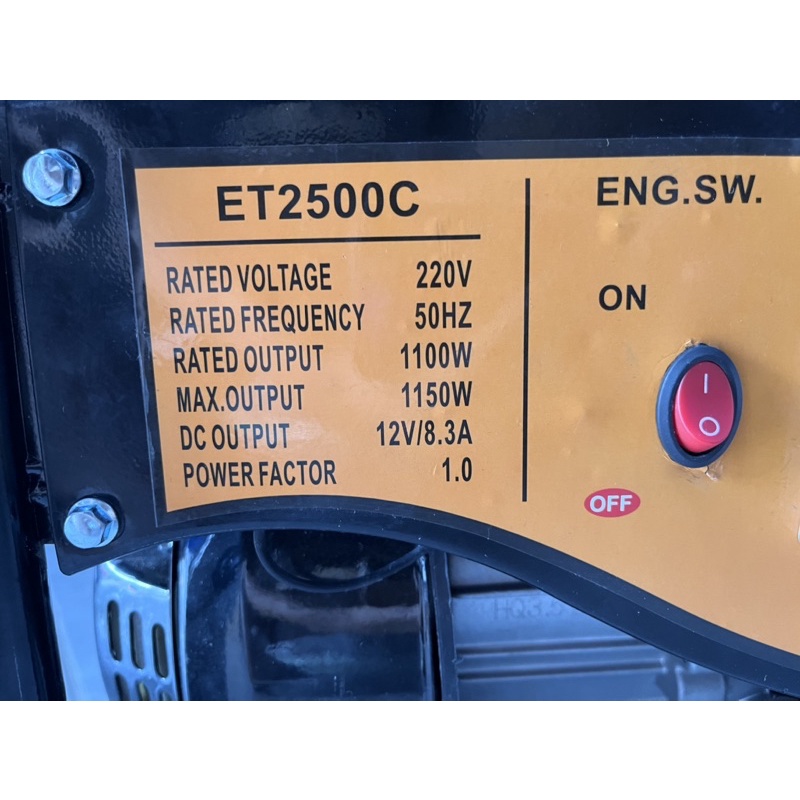 ET2500C
RATED VOLTAGE 220V
RATED FREQUENCY 50HZ
RATED OUTPUT 1100W
MAX.OUTPUT 1150W
DC OUTPUT 12V/8.3A
POWER FACTOR 1.0
ENG.SW.
ON
I
O
OFF